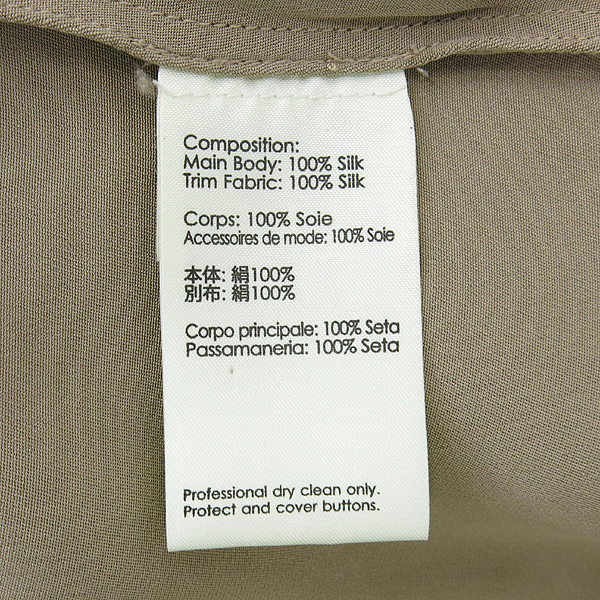 Composition:
Main Body: 100% Silk
Trim Fabric: 100% Silk
Corps: 100% Soie
Accessoires de mode: 100% Soie
本体: 絹100%
別布: 絹100%
Corpo principale: 100% Seta
Passamaneria: 100% Seta
Professional dry clean only.
Protect and cover buttons.